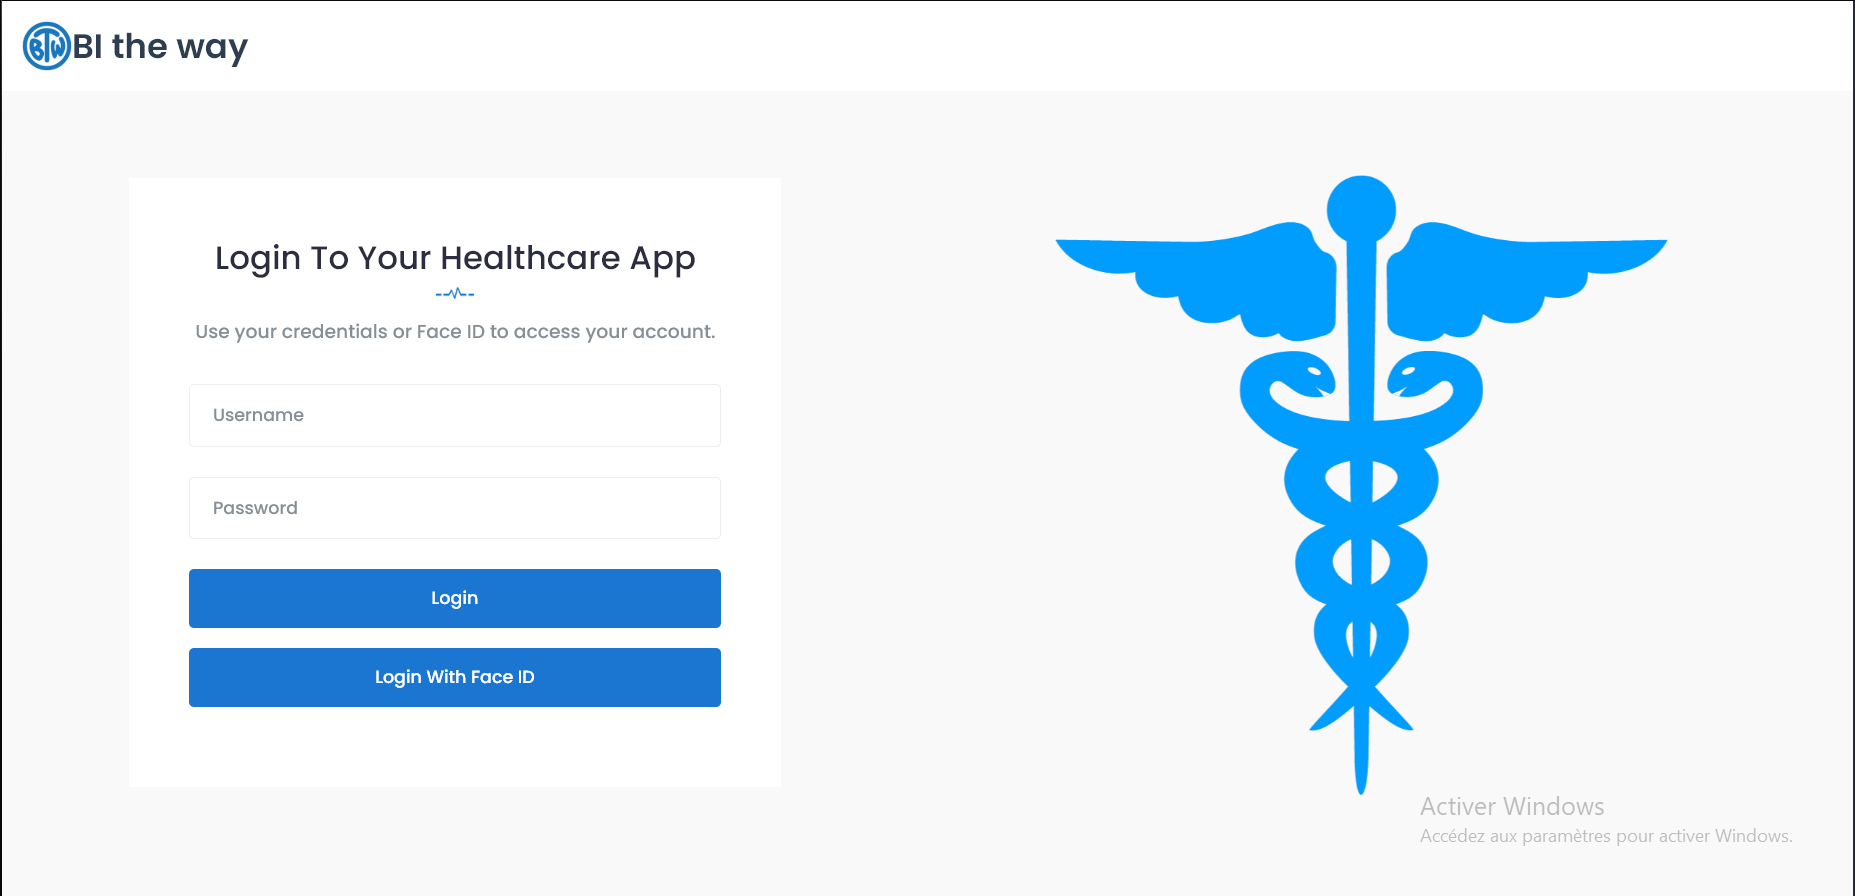 BTW BI the way
Login To Your Healthcare App
Use your credentials or Face ID to access your account.
Username
Password
Login
Login With Face ID
Activer Windows
Accédez aux paramètres pour activer Windows.